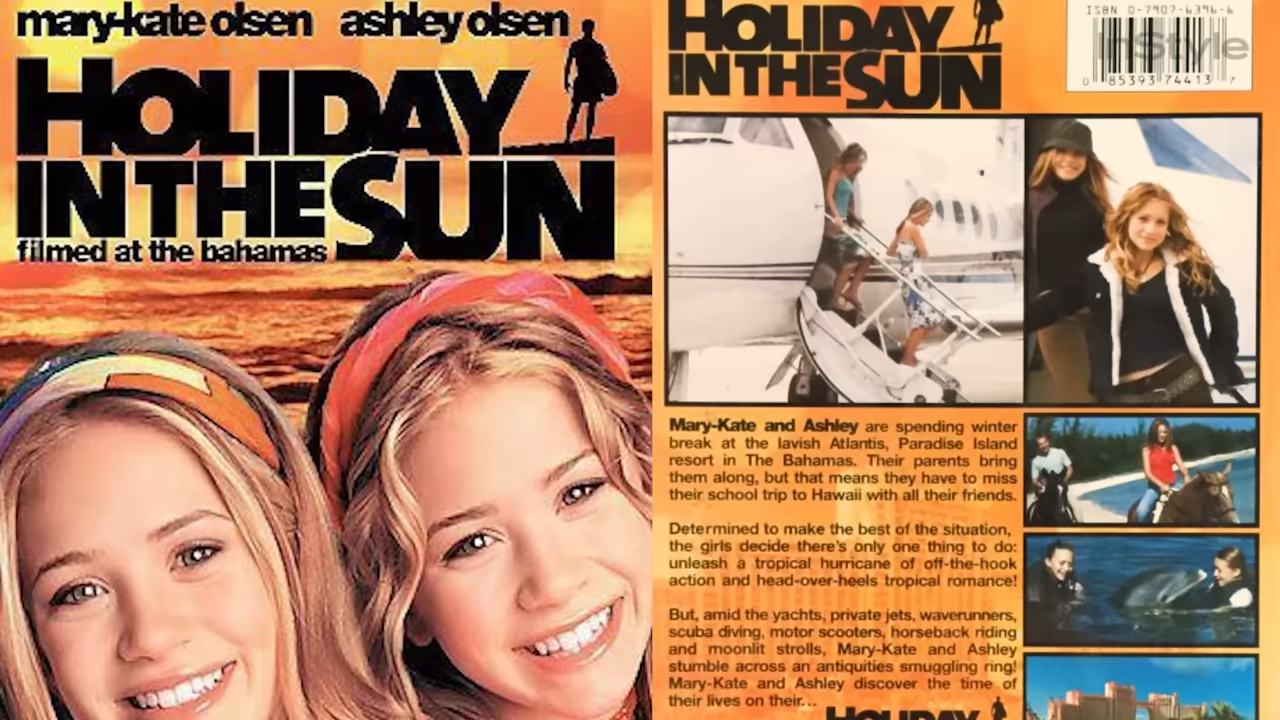 mary-kate olsen ashley olsen
HOLIDAY
IN THE SUN
filmed at the bahamas
HOLIDAY
IN THE SUN
ISBN 0-7907-6396-6
InStyle
0 85393 74413 7
Mary-Kate and Ashley are spending winter
break at the lavish Atlantis, Paradise Island
resort in The Bahamas. Their parents bring
them along, but that means they have to miss
their school trip to Hawaii with all their friends.
Determined to make the best of the situation,
the girls decide there's only one thing to do:
unleash a tropical hurricane of off-the-hook
action and head-over-heels tropical romance!
But, amid the yachts, private jets, waverunners,
scuba diving, motor scooters, horseback riding
and moonlit strolls, Mary-Kate and Ashley
stumble across an antiquities smuggling ring!
Mary-Kate and Ashley discover the time of
their lives on their...
HOLIDAY